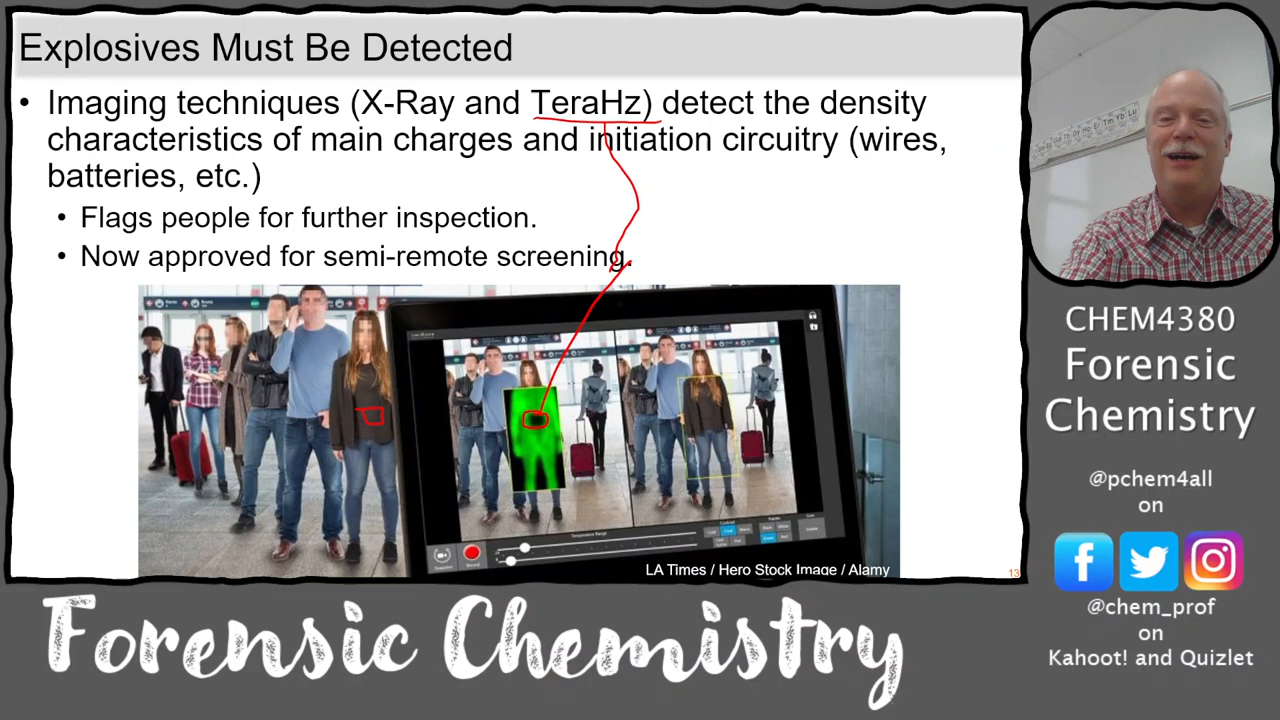 Explosives Must Be Detected
• Imaging techniques (X-Ray and TeraHz) detect the density
characteristics of main charges and initiation circuitry (wires,
batteries, etc.)
• Flags people for further inspection.
• Now approved for semi-remote screening.
LA Times / Hero Stock Image / Alamy
13
Forensic Chemistry
CHEM4380
Forensic
Chemistry
@pchem4all
on
@chem_prof
on
Kahoot! and Quizlet